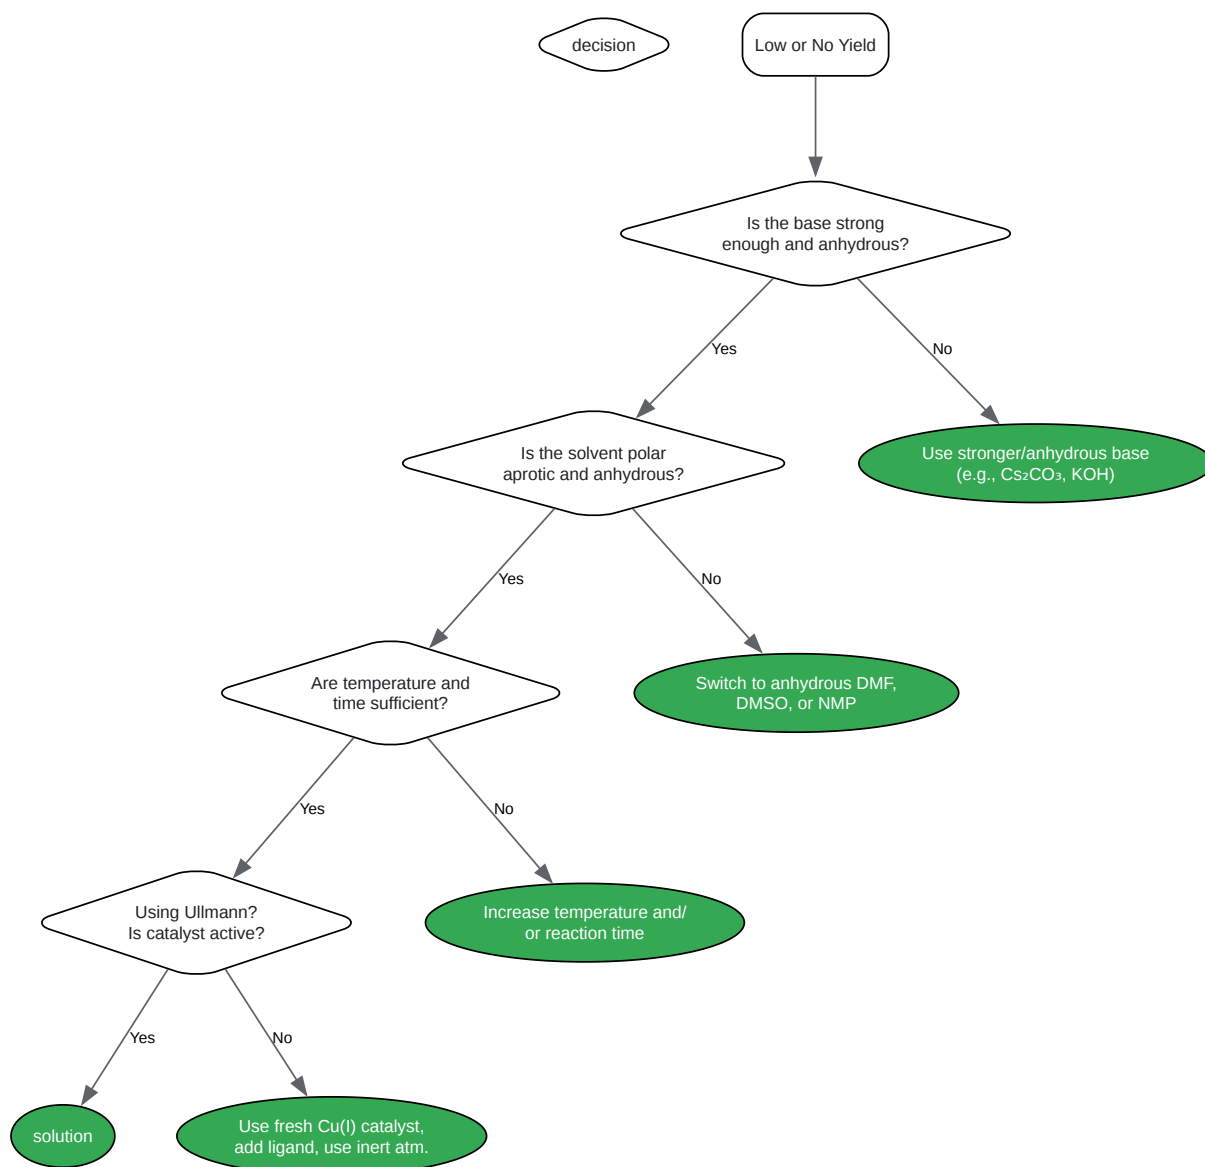 decision
Low or No Yield
Is the base strong
enough and anhydrous?
Yes
No
Is the solvent polar
aprotic and anhydrous?
Use stronger/anhydrous base
(e.g., Cs₂CO₃, KOH)
Yes
No
Are temperature and
time sufficient?
Switch to anhydrous DMF,
DMSO, or NMP
Yes
No
Using Ullmann?
Is catalyst active?
Increase temperature and/
or reaction time
Yes
No
solution
Use fresh Cu(I) catalyst,
add ligand, use inert atm.